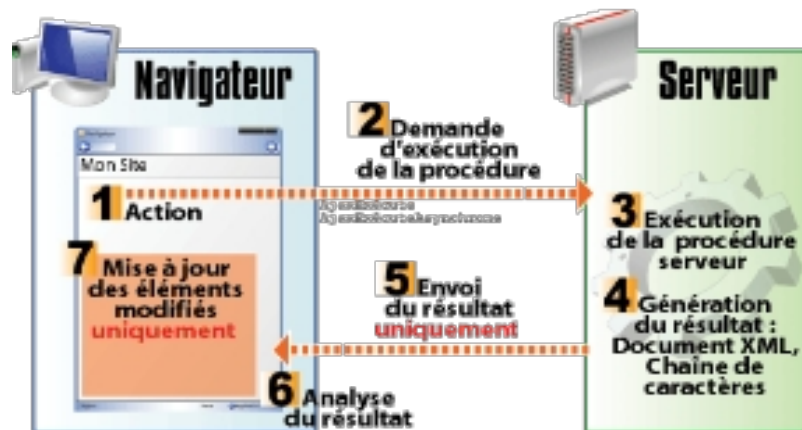 Navigateur
Serveur
Mon Site
1 Action
2 Demande
d'exécution
de la procédure
AjaxExécute
AjaxExécuteAsynchrone
3 Exécution
de la procédure
serveur
4 Génération
du résultat :
Document XML,
Chaîne de
caractères
5 Envoi
du résultat
uniquement
6 Analyse
du résultat
7 Mise à jour
des éléments
modifiés
uniquement